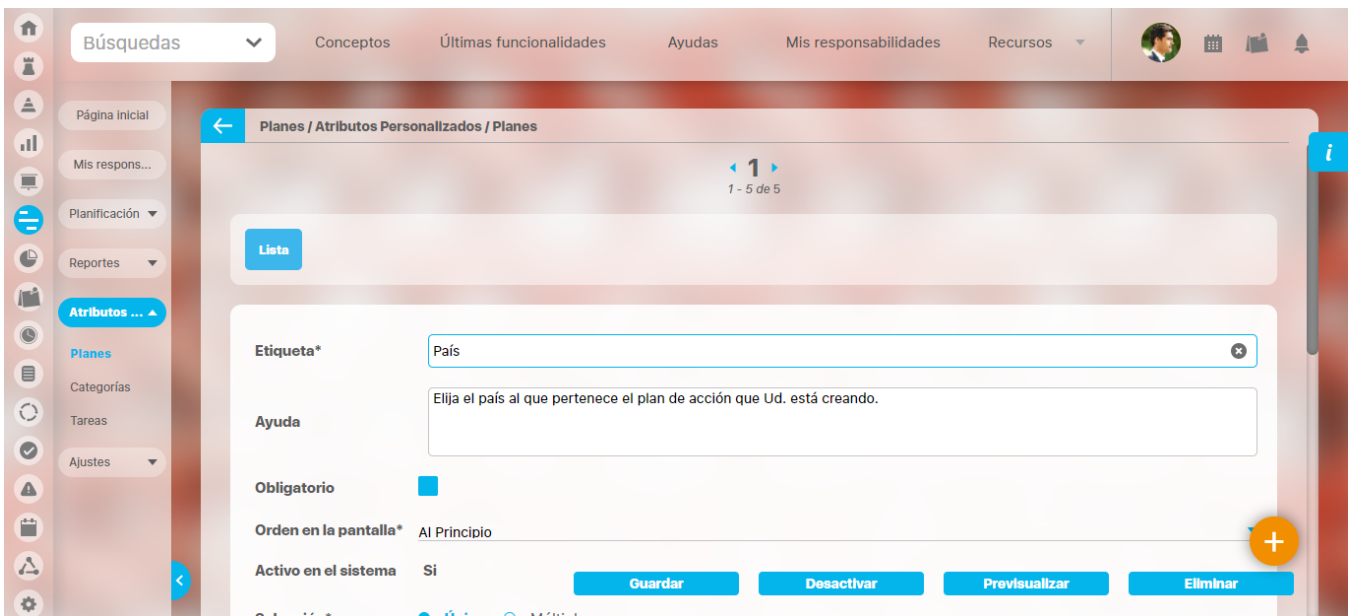 Búsquedas
Conceptos
Últimas funcionalidades
Ayudas
Mis responsabilidades
Recursos
Página inicial
Mis respons...
Planificación
Reportes
Atributos ...
Planes
Categorías
Tareas
Ajustes
Planes / Atributos Personalizados / Planes
1
1 - 5 de 5
i
Lista
Etiqueta*
País
Ayuda
Elija el país al que pertenece el plan de acción que Ud. está creando.
Obligatorio
Orden en la pantalla*
Al Principio
Activo en el sistema
Si
Guardar
Desactivar
Previsualizar
Eliminar